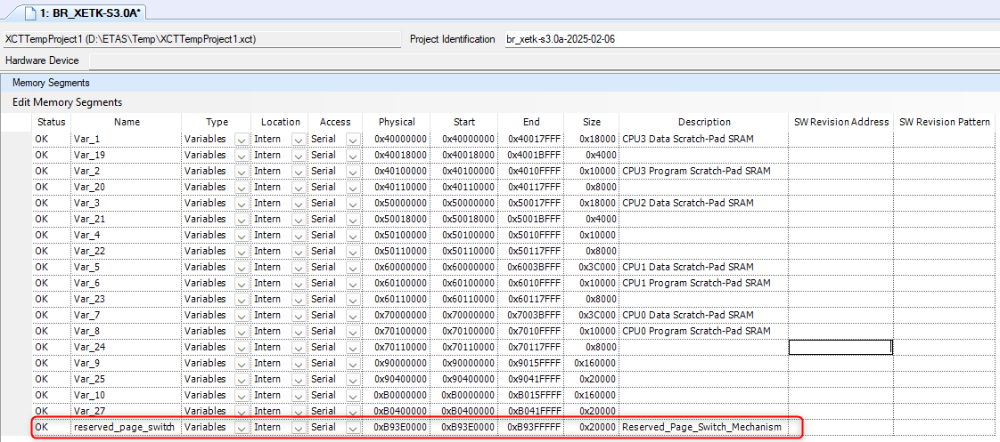 1: BR_XETK-S3.0A*
XCTTempProject1 (D:\ETAS\Temp\XCTTempProject1.xct) Project Identification br_xetk-s3.0a-2025-02-06
Hardware Device
Memory Segments
Edit Memory Segments
Status Name Type Location Access Physical Start End Size Description SW Revision Address SW Revision Pattern
OK Var_1 Variables Intern Serial 0x40000000 0x40000000 0x40017FFF 0x18000 CPU3 Data Scratch-Pad SRAM
OK Var_19 Variables Intern Serial 0x40018000 0x40018000 0x4001BFFF 0x4000
OK Var_2 Variables Intern Serial 0x40100000 0x40100000 0x4010FFFF 0x10000 CPU3 Program Scratch-Pad SRAM
OK Var_20 Variables Intern Serial 0x40110000 0x40110000 0x40117FFF 0x8000
OK Var_3 Variables Intern Serial 0x50000000 0x50000000 0x50017FFF 0x18000 CPU2 Data Scratch-Pad SRAM
OK Var_21 Variables Intern Serial 0x50018000 0x50018000 0x5001BFFF 0x4000
OK Var_4 Variables Intern Serial 0x50100000 0x50100000 0x5010FFFF 0x10000
OK Var_22 Variables Intern Serial 0x50110000 0x50110000 0x50117FFF 0x8000
OK Var_5 Variables Intern Serial 0x60000000 0x60000000 0x6003BFFF 0x3C000 CPU1 Data Scratch-Pad SRAM
OK Var_6 Variables Intern Serial 0x60100000 0x60100000 0x6010FFFF 0x10000 CPU1 Program Scratch-Pad SRAM
OK Var_23 Variables Intern Serial 0x60110000 0x60110000 0x60117FFF 0x8000
OK Var_7 Variables Intern Serial 0x70000000 0x70000000 0x7003BFFF 0x3C000 CPU0 Data Scratch-Pad SRAM
OK Var_8 Variables Intern Serial 0x70100000 0x70100000 0x7010FFFF 0x10000 CPU0 Program Scratch-Pad SRAM
OK Var_24 Variables Intern Serial 0x70110000 0x70110000 0x70117FFF 0x8000
OK Var_9 Variables Intern Serial 0x90000000 0x90000000 0x9015FFFF 0x160000
OK Var_25 Variables Intern Serial 0x90400000 0x90400000 0x9041FFFF 0x20000
OK Var_10 Variables Intern Serial 0xB0000000 0xB0000000 0xB015FFFF 0x160000
OK Var_27 Variables Intern Serial 0xB0400000 0xB0400000 0xB041FFFF 0x20000
OK reserved_page_switch Variables Intern Serial 0xB93E0000 0xB93E0000 0xB93FFFFF 0x20000 Reserved_Page_Switch_Mechanism